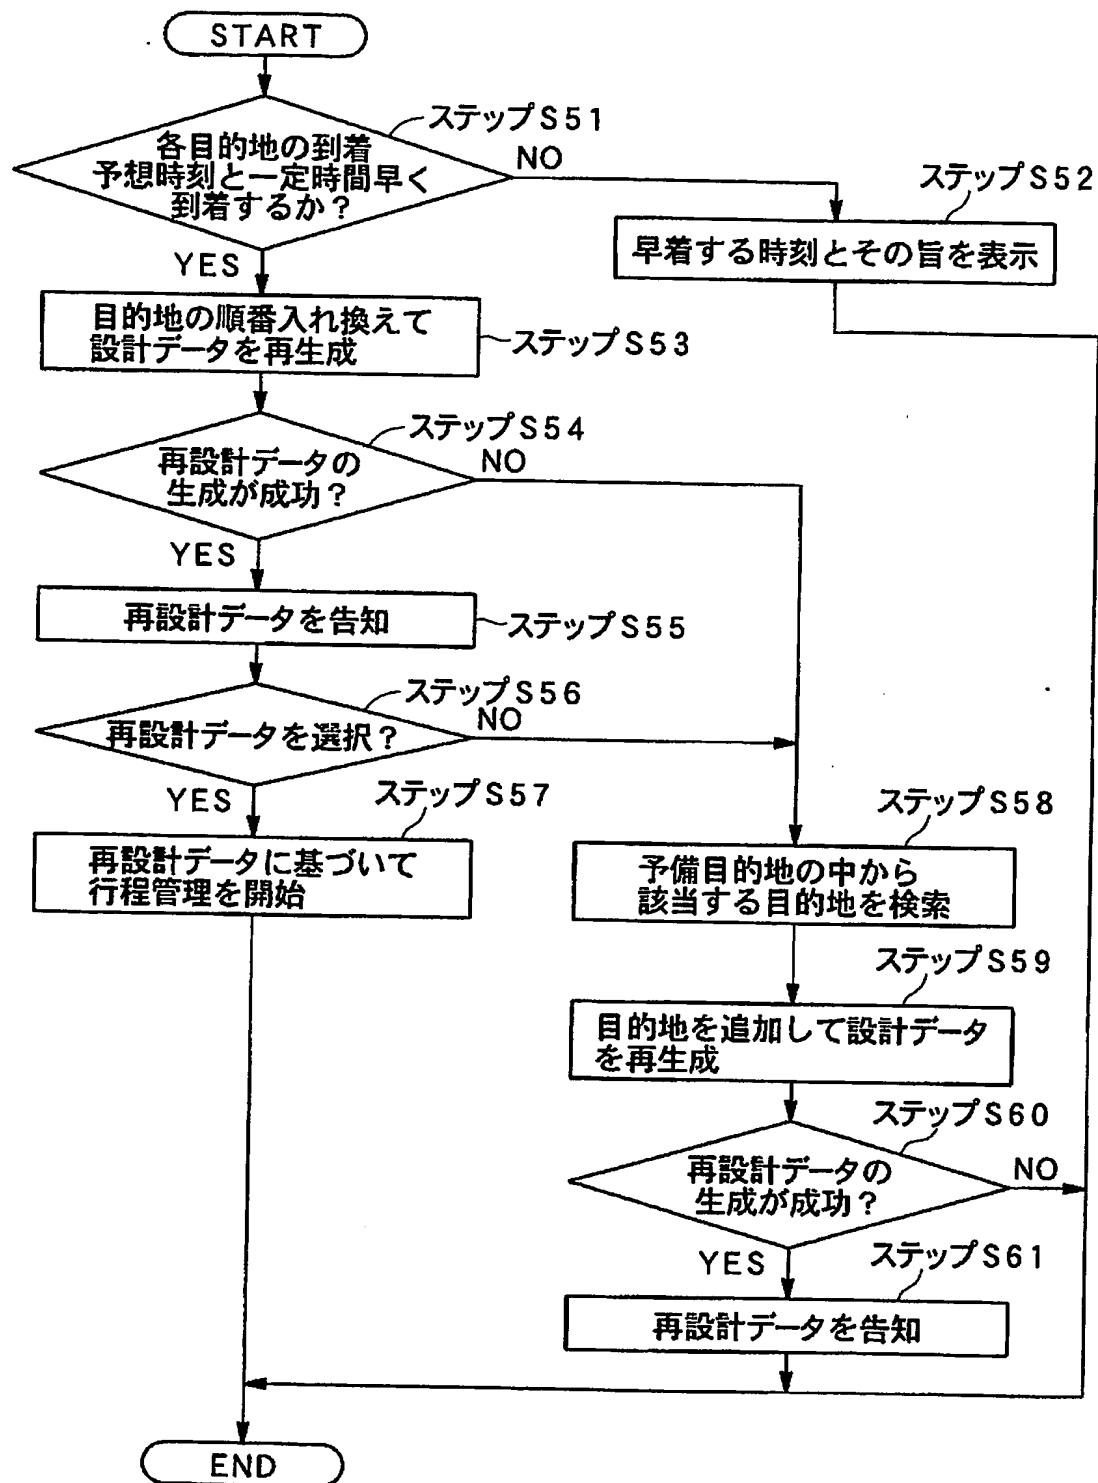 START
ステップS51
各目的地の到着
予想時刻と一定時間早く
到着するか?
NO
YES
ステップS52
早着する時刻とその旨を表示
目的地の順番入れ換えて
設計データを再生成
ステップS53
ステップS54
再設計データの
生成が成功?
NO
YES
再設計データを告知
ステップS55
ステップS56
再設計データを選択?
NO
YES
ステップS57
再設計データに基づいて
行程管理を開始
ステップS58
予備目的地の中から
該当する目的地を検索
ステップS59
目的地を追加して設計データ
を再生成
ステップS60
再設計データの
生成が成功?
NO
YES
ステップS61
再設計データを告知
END